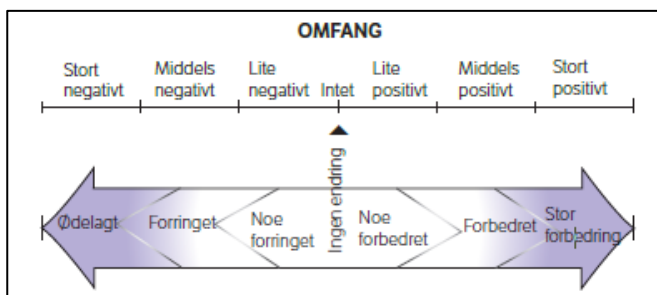 OMFANG
Stort negativt
Middels negativt
Lite negativt
Intet
Lite positivt
Middels positivt
Stort positivt
Ingen endring
Ødelagt
Forringet
Noe forringet
Noe forbedret
Forbedret
Stor forbedring